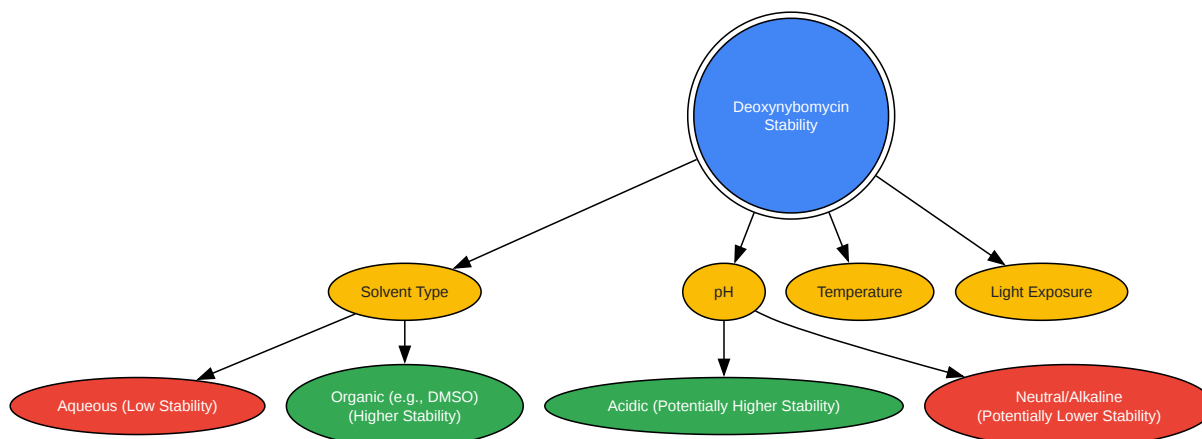 Deoxynybomycin
Stability
Solvent Type
pH
Temperature
Light Exposure
Aqueous (Low Stability)
Organic (e.g., DMSO)
(Higher Stability)
Acidic (Potentially Higher Stability)
Neutral/Alkaline
(Potentially Lower Stability)